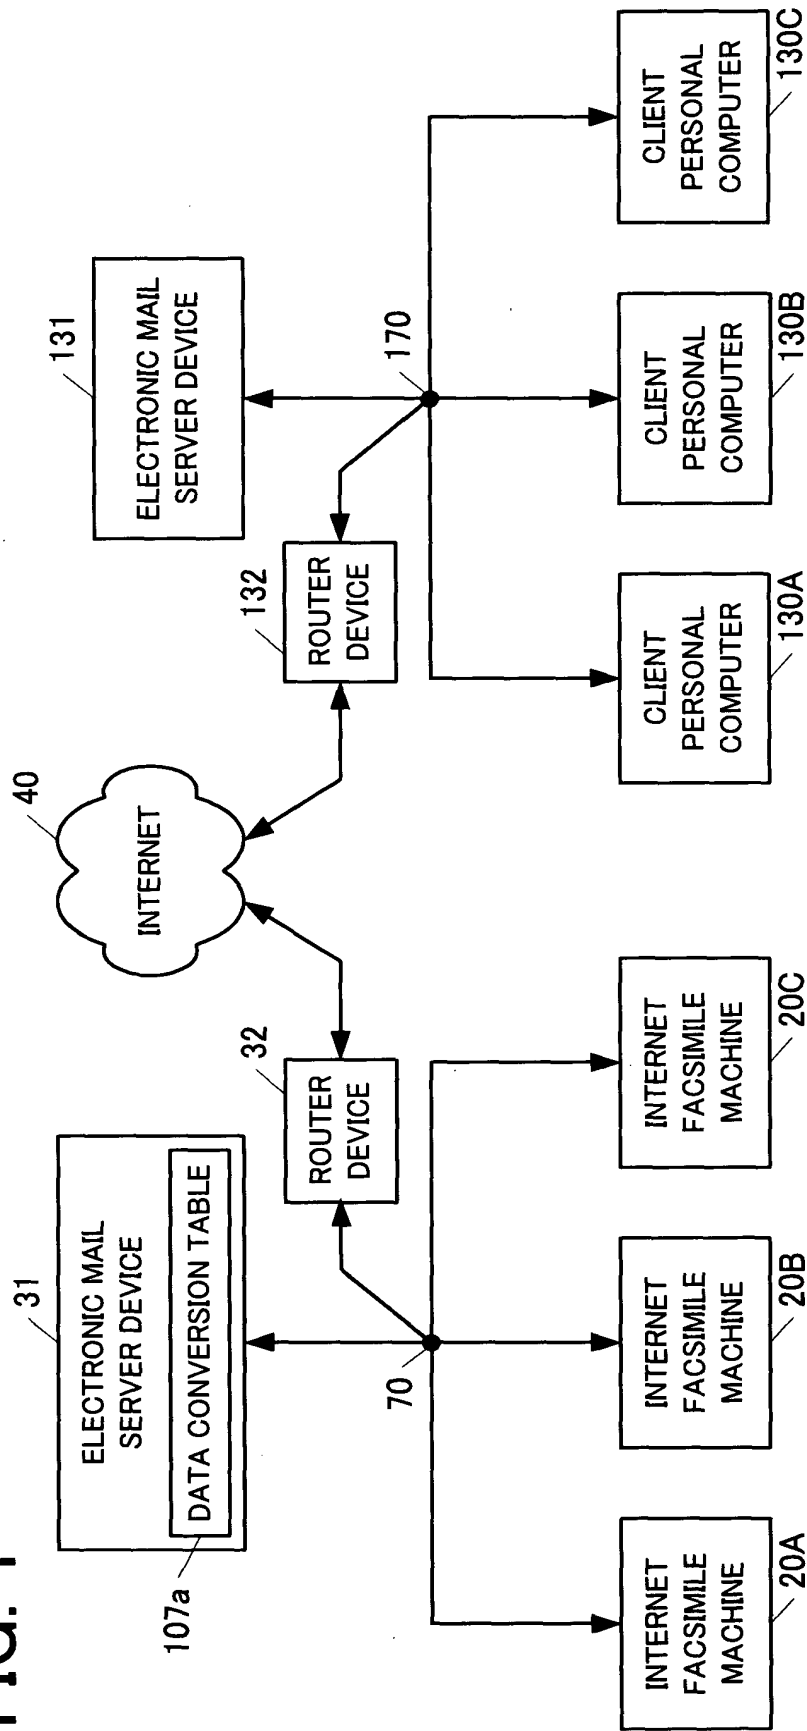 FIG. 1
31
ELECTRONIC MAIL
SERVER DEVICE
DATA CONVERSION TABLE
107a
40
INTERNET
131
ELECTRONIC MAIL
SERVER DEVICE
32
ROUTER
DEVICE
132
ROUTER
DEVICE
70
170
INTERNET
FACSIMILE
MACHINE
20A
INTERNET
FACSIMILE
MACHINE
20B
INTERNET
FACSIMILE
MACHINE
20C
CLIENT
PERSONAL
COMPUTER
130A
CLIENT
PERSONAL
COMPUTER
130B
CLIENT
PERSONAL
COMPUTER
130C